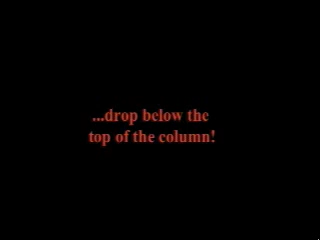 ...drop below the
top of the column!